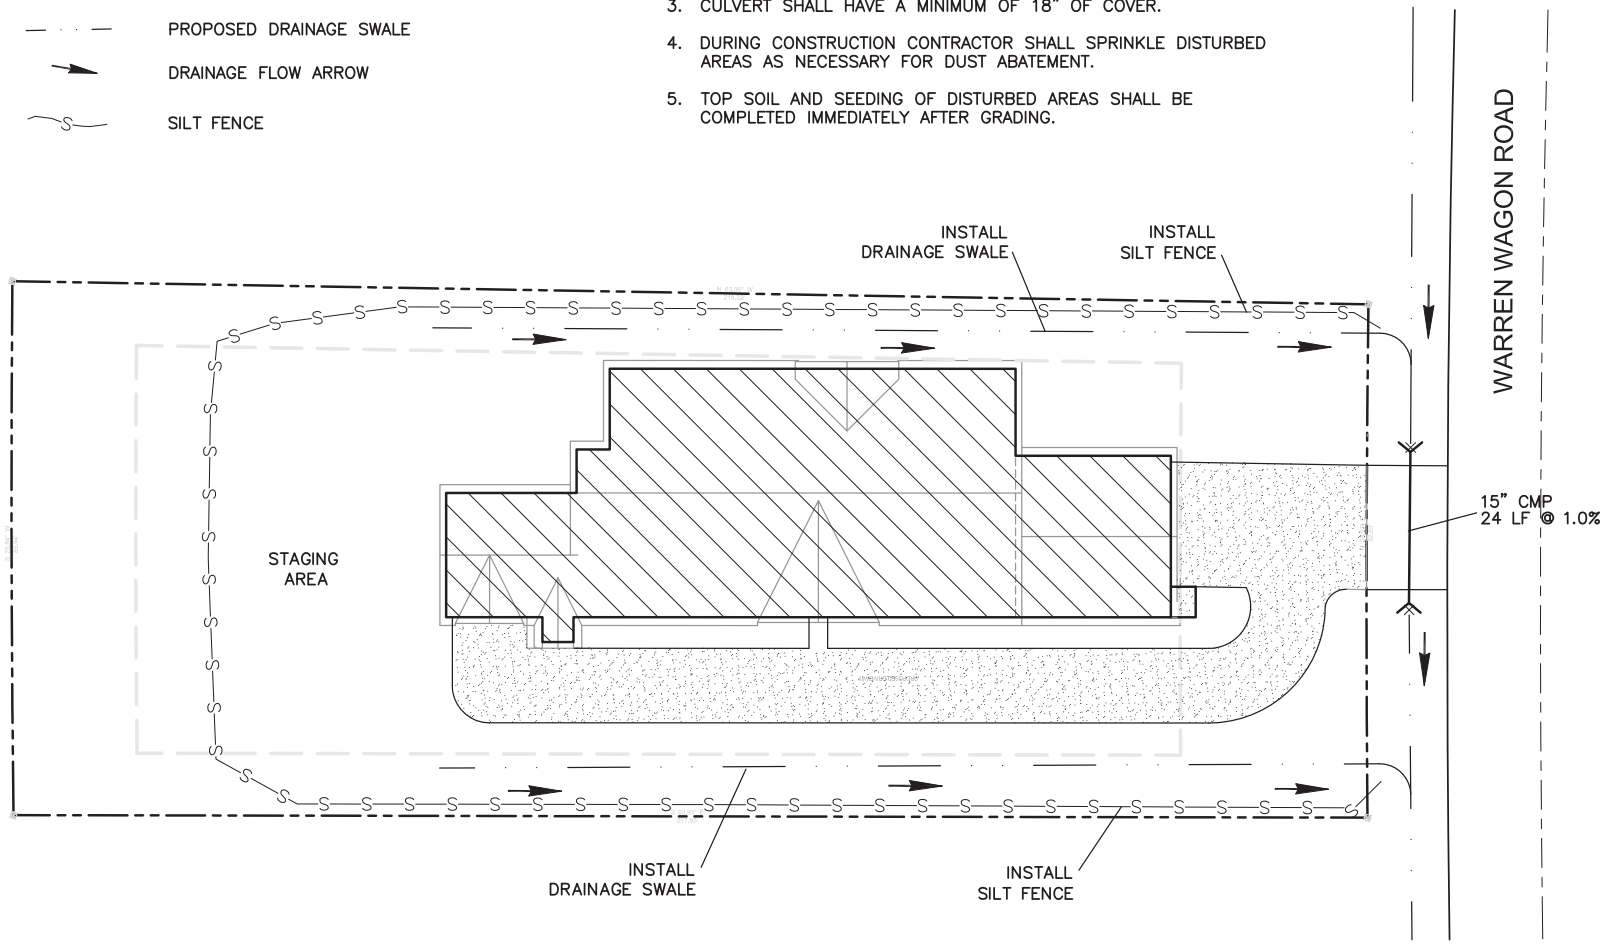 PROPOSED DRAINAGE SWALE
DRAINAGE FLOW ARROW
S
SILT FENCE
3. CULVERT SHALL HAVE A MINIMUM OF 18" OF COVER.
4. DURING CONSTRUCTION CONTRACTOR SHALL SPRINKLE DISTURBED
AREAS AS NECESSARY FOR DUST ABATEMENT.
5. TOP SOIL AND SEEDING OF DISTURBED AREAS SHALL BE
COMPLETED IMMEDIATELY AFTER GRADING.
WARREN WAGON ROAD
INSTALL
DRAINAGE SWALE
INSTALL
SILT FENCE
15" CMP
24 LF @ 1.0%
STAGING
AREA
INSTALL
DRAINAGE SWALE
INSTALL
SILT FENCE